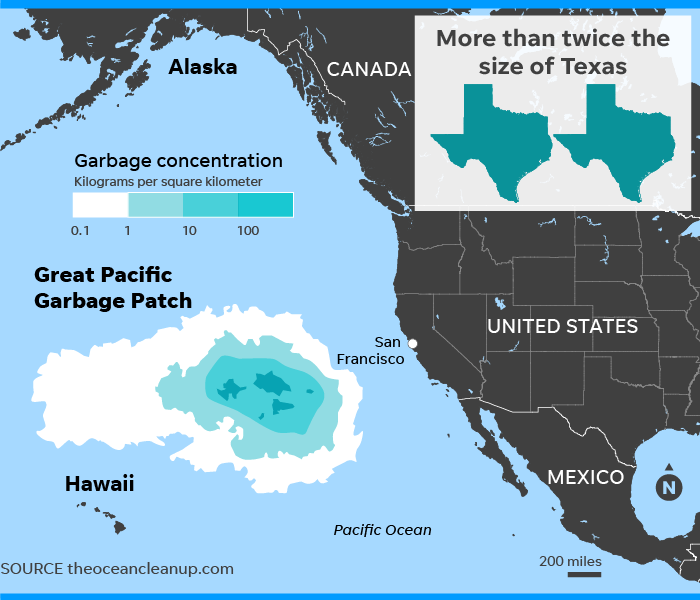 More than twice the
size of Texas
Alaska
CANADA
Garbage concentration
Kilograms per square kilometer
0.1 1 10 100
Great Pacific
Garbage Patch
San
Francisco
UNITED STATES
Hawaii
MEXICO
N
Pacific Ocean
200 miles
SOURCE theoceancleanup.com